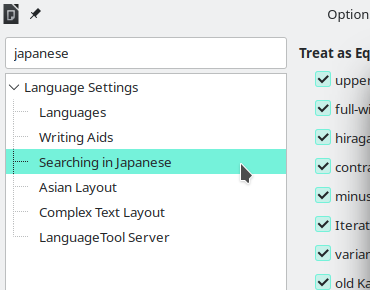 Option
japanese
Treat as Eq
Language Settings
upper
Languages
full-wi
Writing Aids
hiraga
Searching in Japanese
contra
Asian Layout
minus
Complex Text Layout
Iterat
LanguageTool Server
varian
old Ka